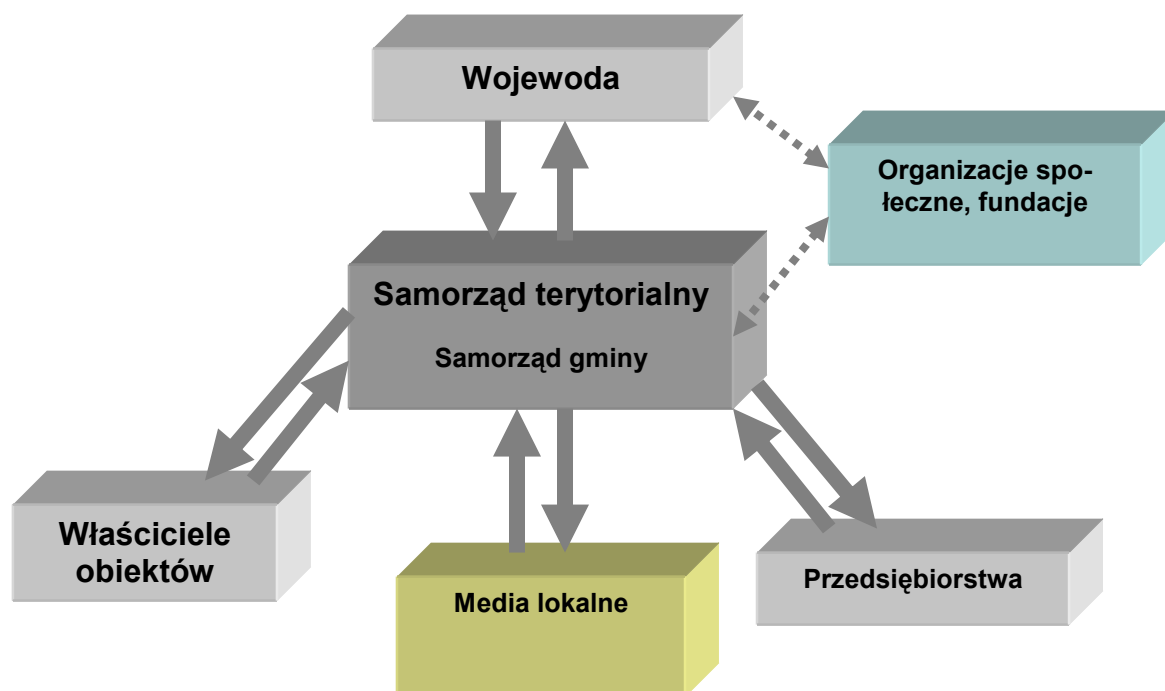 Wojewoda
Organizacje spo-
łeczne, fundacje
Samorząd terytorialny
Samorząd gminy
Właściciele
obiektów
Media lokalne
Przedsiębiorstwa